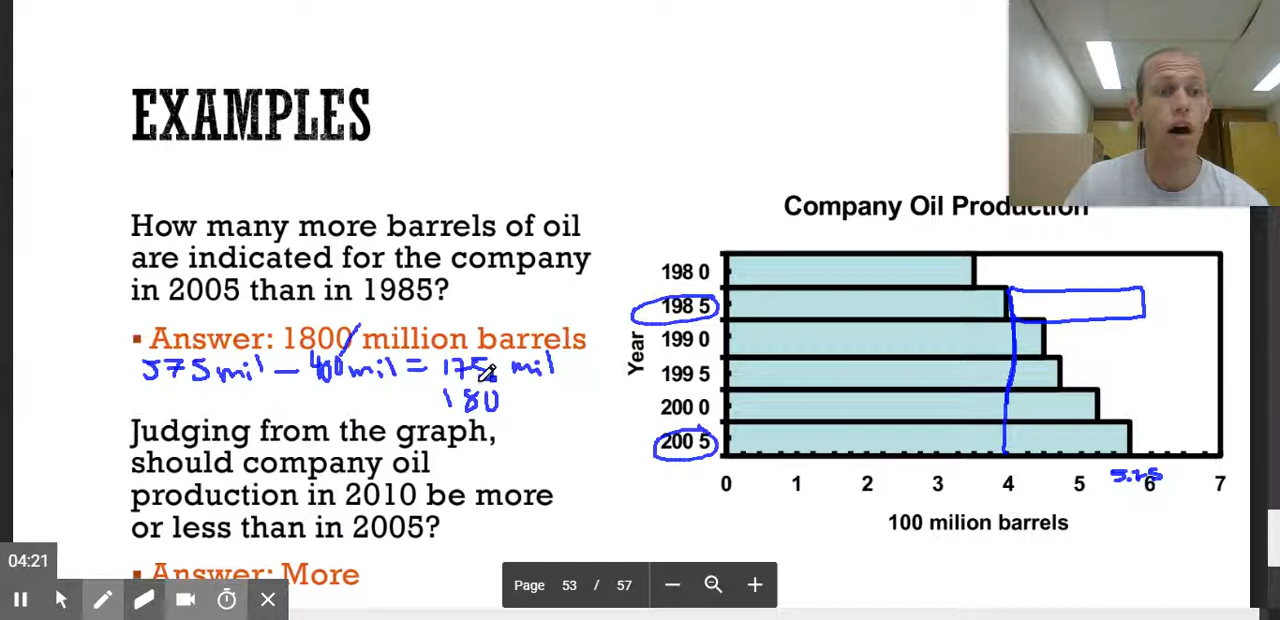 EXAMPLES
How many more barrels of oil
are indicated for the company
in 2005 than in 1985?
▪ Answer: 1800 million barrels
575mil - 400mil = 175 mil
180
Judging from the graph,
should company oil
production in 2010 be more
or less than in 2005?
▪ Answer: More
Company Oil Production
Year
198 0
198 5
199 0
199 5
200 0
200 5
0 1 2 3 4 5 6 7
5.75
100 milion barrels
04:21
Page 53 / 57